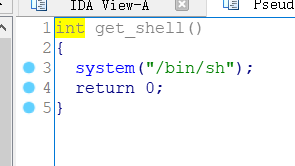 IDA View-A
Pseud
1 int get_shell()
2 {
3 system("/bin/sh");
4 return 0;
5 }